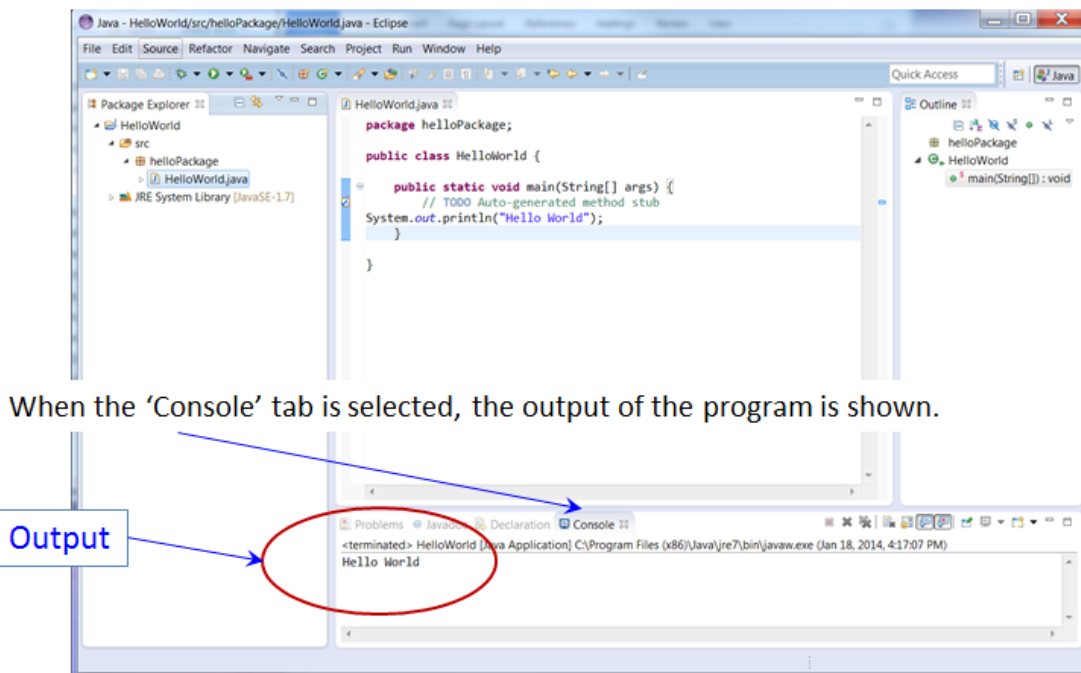 Java - HelloWorld/src/helloPackage/HelloWorld.java - Eclipse
File Edit Source Refactor Navigate Search Project Run Window Help
Quick Access
Java
Package Explorer
HelloWorld
src
helloPackage
HelloWorld.java
JRE System Library [JavaSE-1.7]
HelloWorld.java
package helloPackage;
public class HelloWorld {
public static void main(String[] args) {
// TODO Auto-generated method stub
System.out.println("Hello World");
}
}
Outline
helloPackage
HelloWorld
main(String[]) : void
When the ‘Console’ tab is selected, the output of the program is shown.
Output
Problems Javadoc Declaration Console
<terminated> HelloWorld [Java Application] C:\Program Files (x86)\Java\jre7\bin\javaw.exe (Jan 18, 2014, 4:17:07 PM)
Hello World